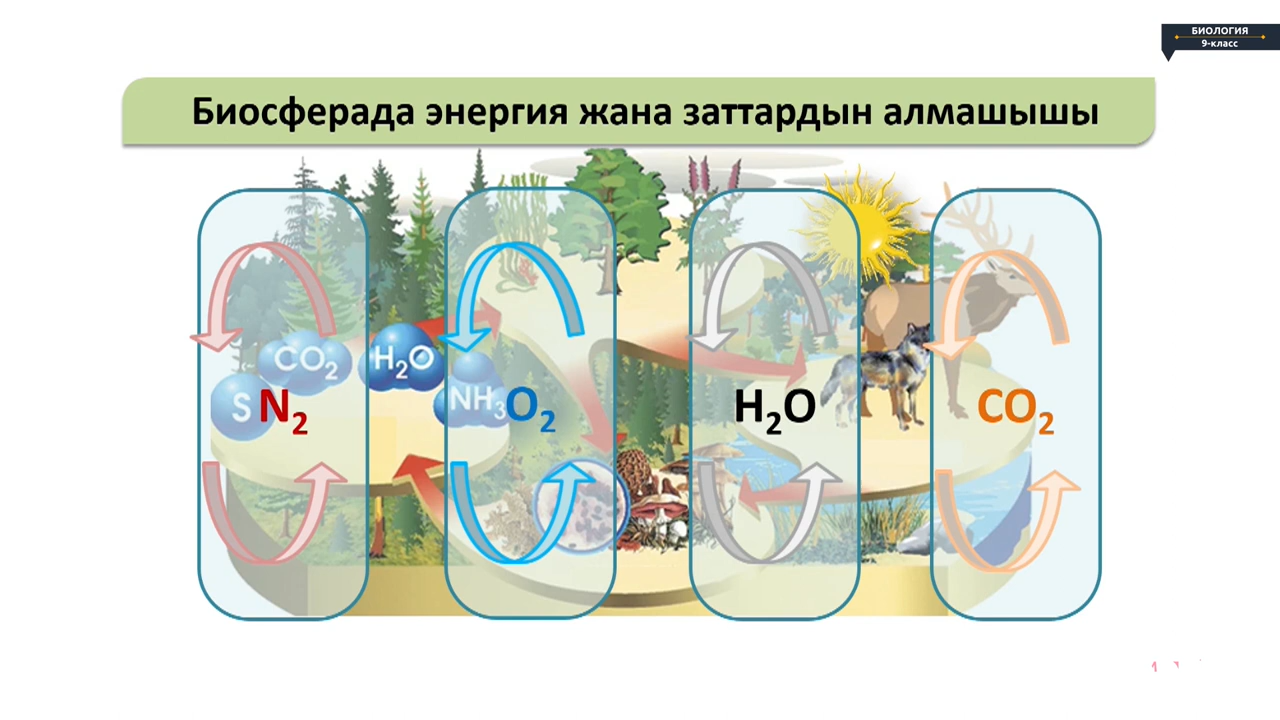 БИОЛОГИЯ
9-класс
Биосферада энергия жана заттардын алмашышы
CO₂
H₂O
S
NH₃
N₂
O₂
H₂O
CO₂